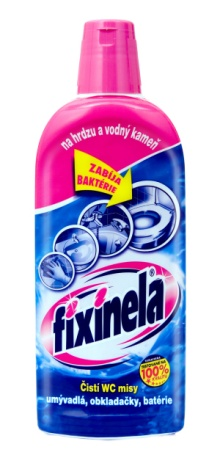 na hrdzu a vodný kameň
ZABÍJA
BAKTÉRIE
fixinela®
100%
Čistí WC misy
umývadlá, obkladačky, batérie